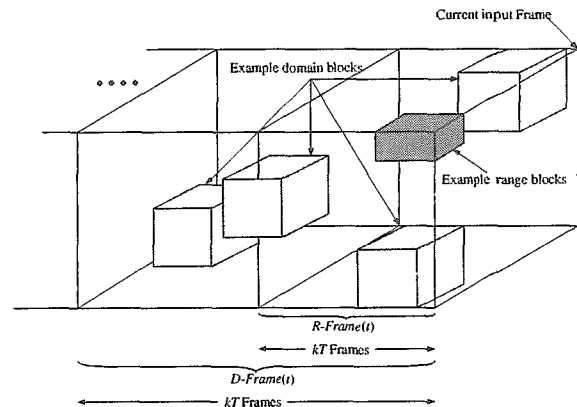 Current input Frame
Example domain blocks
Example range blocks
R-Frame(t)
kT Frames
D-Frame(t)
kT Frames